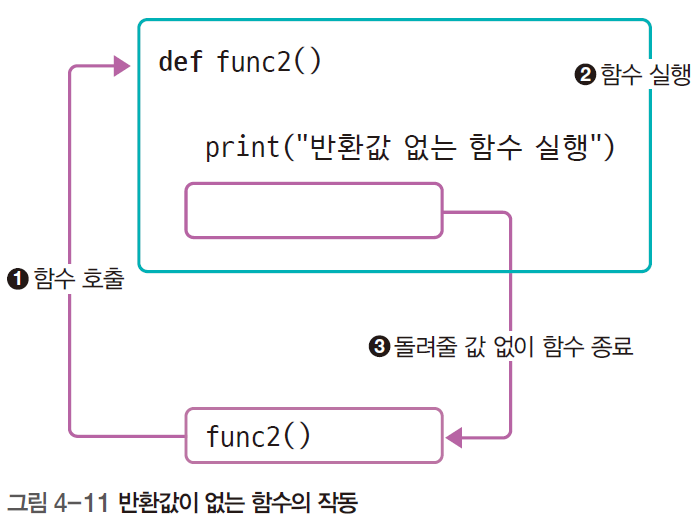 def func2()
❷ 함수 실행
print("반환값 없는 함수 실행")
❶ 함수 호출
❸ 돌려줄 값 없이 함수 종료
func2()
그림 4-11 반환값이 없는 함수의 작동